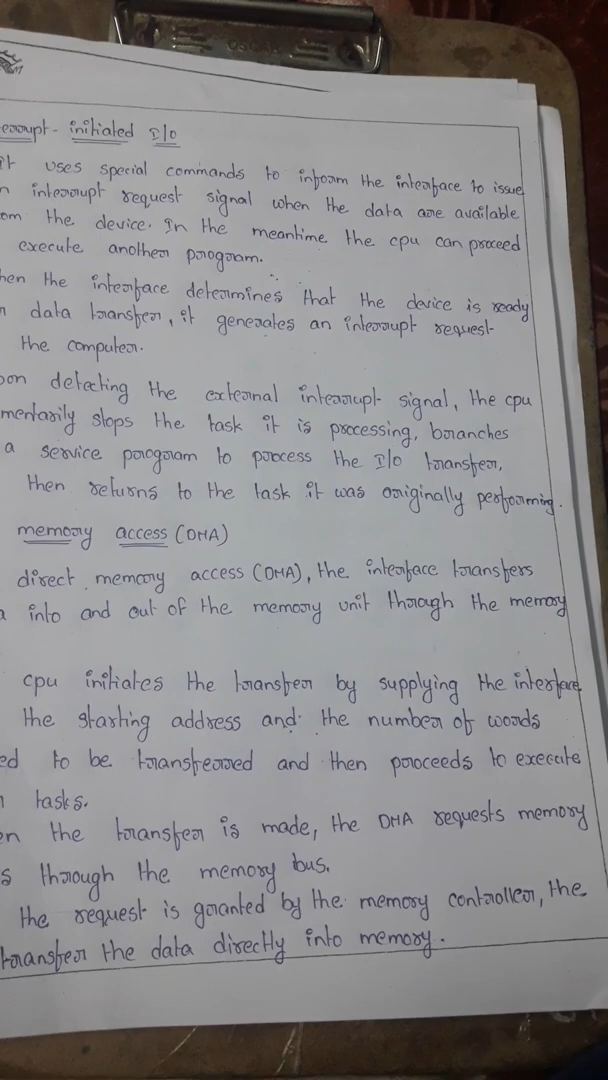 errupt - initiated I/O
it uses special commands to inform the interface to issue
n interrupt request signal when the data are available
om the device. In the meantime the cpu can proceed
execute another program.
hen the interface determines that the device is ready
n data transfer, it generates an interrupt request
the computer.
pon detecting the external interrupt signal, the cpu
mentarily stops the task it is processing, branches
a service program to process the I/O transfer,
then returns to the task it was originally performing.
memory access (DMA)
direct memory access (DMA), the interface transfers
a into and out of the memory unit through the memory
cpu initiates the transfer by supplying the interface
the starting address and the number of words
ed to be transferred and then proceeds to execute
tasks.
en the transfer is made, the DMA requests memory
s through the memory bus.
the request is granted by the memory controller, the
transfer the data directly into memory.